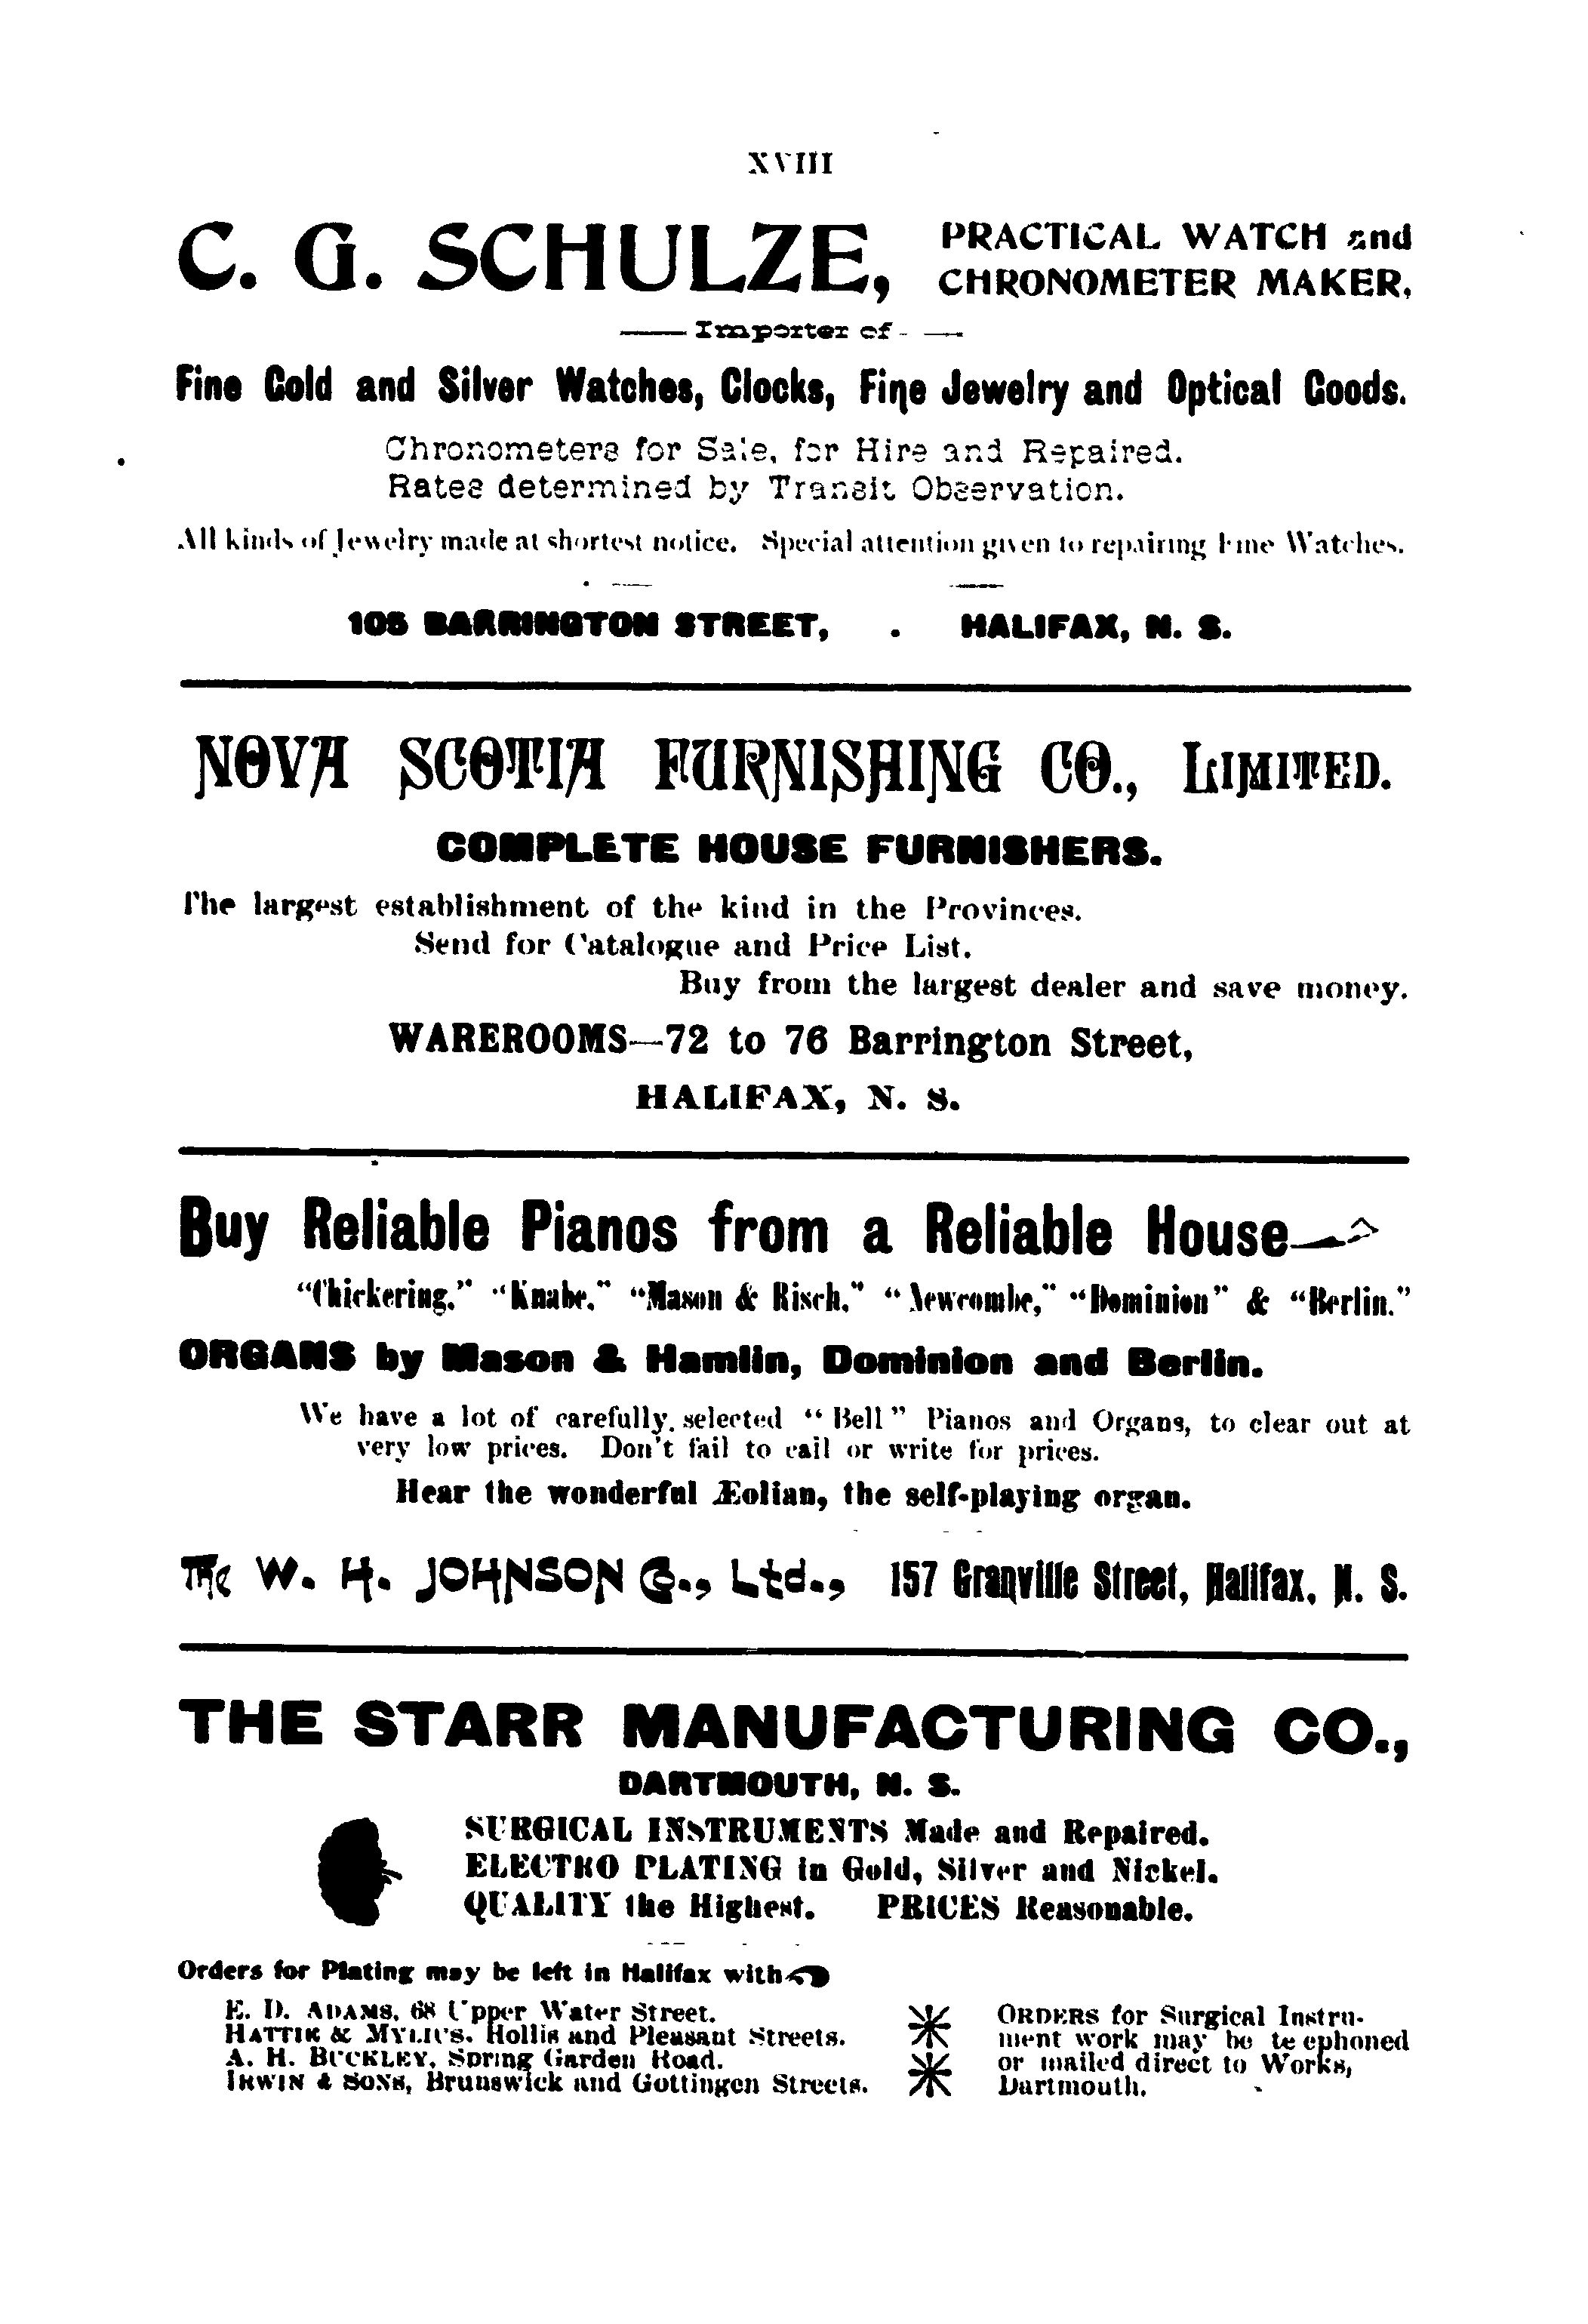 XVIII
C. G. SCHULZE,
PRACTICAL WATCH and
CHRONOMETER MAKER,
Importer of
Fine Gold and Silver Watches, Clocks, Fine Jewelry and Optical Goods.
Chronometers for Sale, for Hire and Repaired.
Rates determined by Transit Observation.
All kinds of Jewelry made at shortest notice. Special attention given to repairing Fine Watches.
105 BARRINGTON STREET, . HALIFAX, N. S.
NOVA SCOTIA FURNISHING CO., LIMITED.
COMPLETE HOUSE FURNISHERS.
The largest establishment of the kind in the Provinces.
Send for Catalogue and Price List.
Buy from the largest dealer and save money.
WAREROOMS—72 to 76 Barrington Street,
HALIFAX, N. S.
Buy Reliable Pianos from a Reliable House
"Chickering," "Knabe," "Mason & Risch," "Newcombe," "Dominion" & "Berlin."
ORGANS by Mason & Hamlin, Dominion and Berlin.
We have a lot of carefully selected "Bell" Pianos and Organs, to clear out at
very low prices. Don't fail to call or write for prices.
Hear the wonderful Æolian, the self-playing organ.
The W. H. JOHNSON Co., Ltd., 157 Granville Street, Halifax, N. S.
THE STARR MANUFACTURING CO.,
DARTMOUTH, N. S.
SURGICAL INSTRUMENTS Made and Repaired.
ELECTRO PLATING in Gold, Silver and Nickel.
QUALITY the Highest. PRICES Reasonable.
Orders for Plating may be left in Halifax with
E. D. ADAMS, 68 Upper Water Street.
HATTIE & MYLIUS, Hollis and Pleasant Streets.
A. H. BUCKLEY, Spring Garden Road.
IRWIN & SONS, Brunswick and Gottingen Streets.
ORDERS for Surgical Instru-
ment work may be te ephoned
or mailed direct to Works,
Dartmouth.